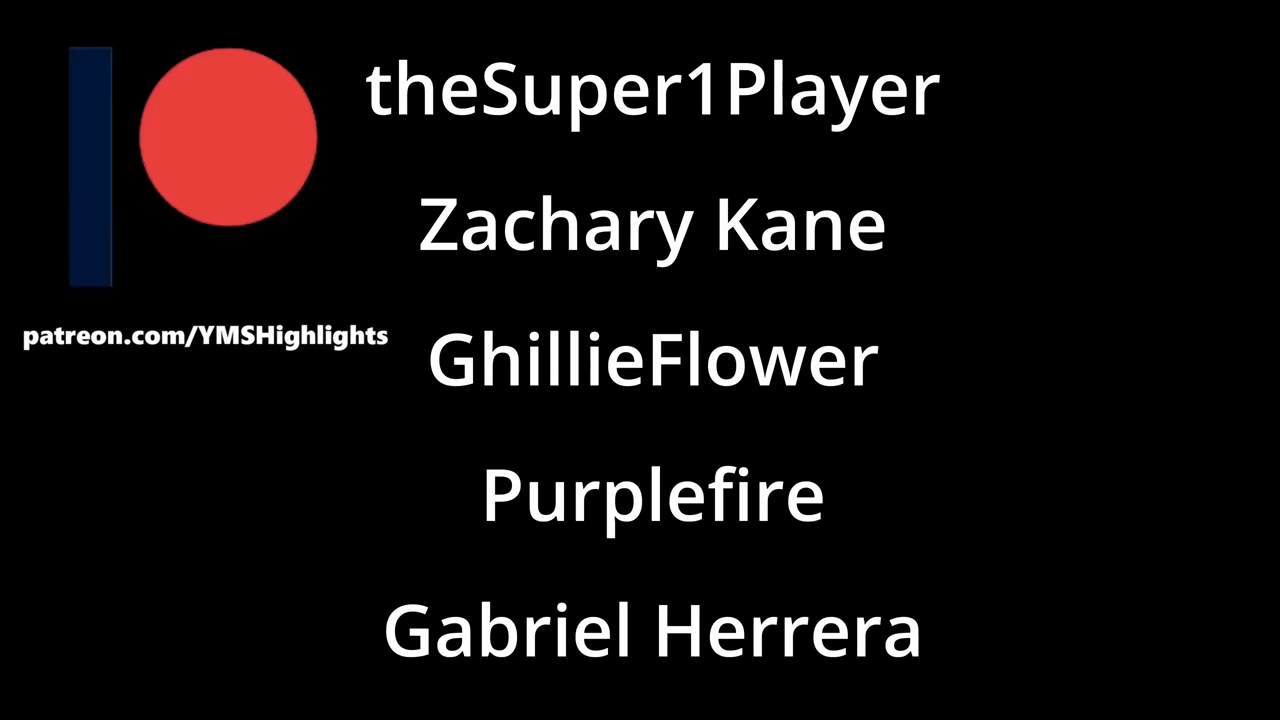 theSuper1Player
Zachary Kane
patreon.com/YMSHighlights
GhillieFlower
Purplefire
Gabriel Herrera